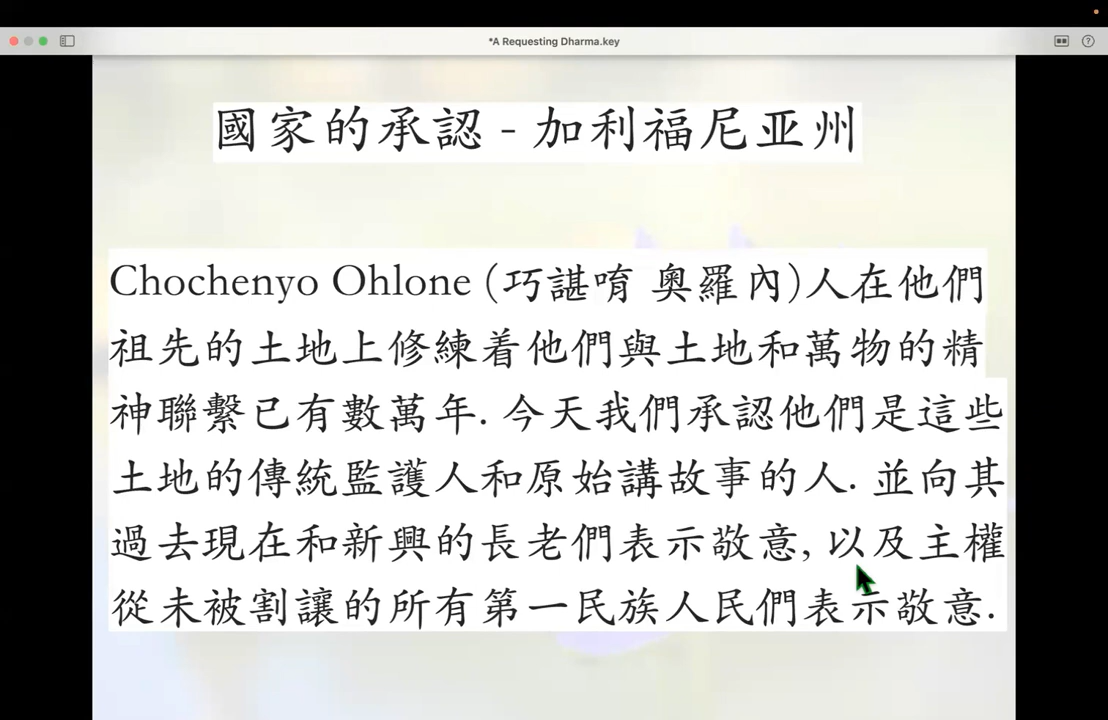 *A Requesting Dharma.key
國家的承認 - 加利福尼亚州
Chochenyo Ohlone (巧諶唷 奧羅內)人在他們
祖先的土地上修練着他們與土地和萬物的精
神聯繫已有數萬年. 今天我們承認他們是這些
土地的傳統監護人和原始講故事的人. 並向其
過去現在和新興的長老們表示敬意, 以及主權
從未被割讓的所有第一民族人民們表示敬意.